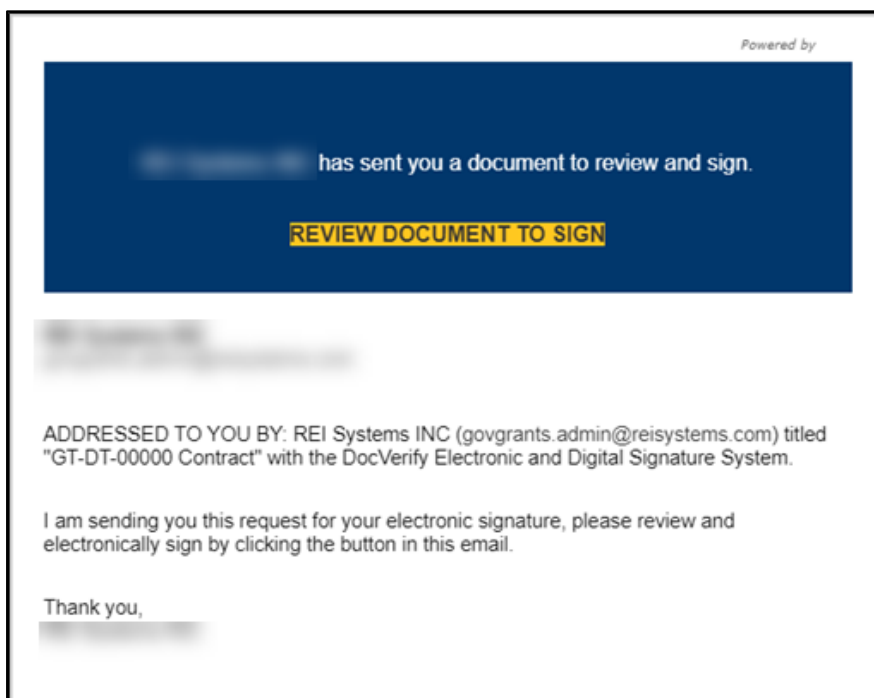 Powered by
has sent you a document to review and sign.
REVIEW DOCUMENT TO SIGN
ADDRESSED TO YOU BY: REI Systems INC (govgrants.admin@reisystems.com) titled
"GT-DT-00000 Contract" with the DocVerify Electronic and Digital Signature System.
I am sending you this request for your electronic signature, please review and
electronically sign by clicking the button in this email.
Thank you,